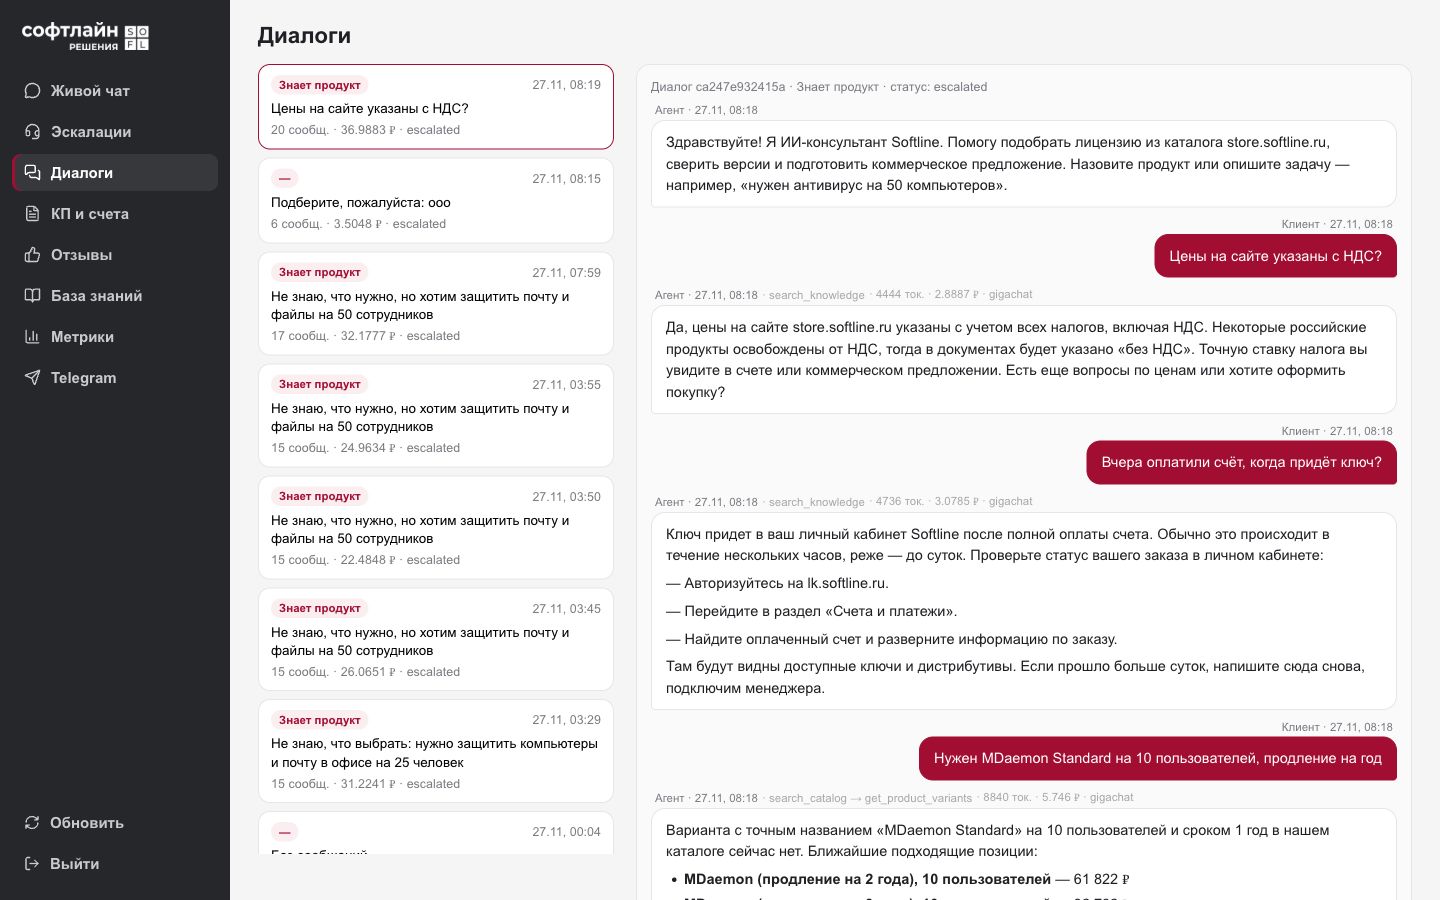 софтлайн
РЕШЕНИЯ
SO
FL
Живой чат
Эскалации
Диалоги
КП и счета
Отзывы
База знаний
Метрики
Telegram
Обновить
Выйти
Диалоги
Знает продукт 27.11, 08:19
Цены на сайте указаны с НДС?
20 сообщ. · 36.9883 ₽ · escalated
— 27.11, 08:15
Подберите, пожалуйста: ооо
6 сообщ. · 3.5048 ₽ · escalated
Знает продукт 27.11, 07:59
Не знаю, что нужно, но хотим защитить почту и
файлы на 50 сотрудников
17 сообщ. · 32.1777 ₽ · escalated
Знает продукт 27.11, 03:55
Не знаю, что нужно, но хотим защитить почту и
файлы на 50 сотрудников
15 сообщ. · 24.9634 ₽ · escalated
Знает продукт 27.11, 03:50
Не знаю, что нужно, но хотим защитить почту и
файлы на 50 сотрудников
15 сообщ. · 22.4848 ₽ · escalated
Знает продукт 27.11, 03:45
Не знаю, что нужно, но хотим защитить почту и
файлы на 50 сотрудников
15 сообщ. · 26.0651 ₽ · escalated
Знает продукт 27.11, 03:29
Не знаю, что выбрать: нужно защитить компьютеры
и почту в офисе на 25 человек
15 сообщ. · 31.2241 ₽ · escalated
— 27.11, 00:04
Диалог ca247e932415a · Знает продукт · статус: escalated
Агент · 27.11, 08:18
Здравствуйте! Я ИИ-консультант Softline. Помогу подобрать лицензию из каталога store.softline.ru,
сверить версии и подготовить коммерческое предложение. Назовите продукт или опишите задачу —
например, «нужен антивирус на 50 компьютеров».
Клиент · 27.11, 08:18
Цены на сайте указаны с НДС?
Агент · 27.11, 08:18 · search_knowledge · 4444 ток. · 2.8887 ₽ · gigachat
Да, цены на сайте store.softline.ru указаны с учетом всех налогов, включая НДС. Некоторые российские
продукты освобождены от НДС, тогда в документах будет указано «без НДС». Точную ставку налога вы
увидите в счете или коммерческом предложении. Есть еще вопросы по ценам или хотите оформить
покупку?
Клиент · 27.11, 08:18
Вчера оплатили счёт, когда придёт ключ?
Агент · 27.11, 08:18 · search_knowledge · 4736 ток. · 3.0785 ₽ · gigachat
Ключ придет в ваш личный кабинет Softline после полной оплаты счета. Обычно это происходит в
течение нескольких часов, реже — до суток. Проверьте статус вашего заказа в личном кабинете:
— Авторизуйтесь на lk.softline.ru.
— Перейдите в раздел «Счета и платежи».
— Найдите оплаченный счет и разверните информацию по заказу.
Там будут видны доступные ключи и дистрибутивы. Если прошло больше суток, напишите сюда снова,
подключим менеджера.
Клиент · 27.11, 08:18
Нужен MDaemon Standard на 10 пользователей, продление на год
Агент · 27.11, 08:18 · search_catalog → get_product_variants · 8840 ток. · 5.746 ₽ · gigachat
Варианта с точным названием «MDaemon Standard» на 10 пользователей и сроком 1 год в нашем
каталоге сейчас нет. Ближайшие подходящие позиции:
• MDaemon (продление на 2 года), 10 пользователей — 61 822 ₽